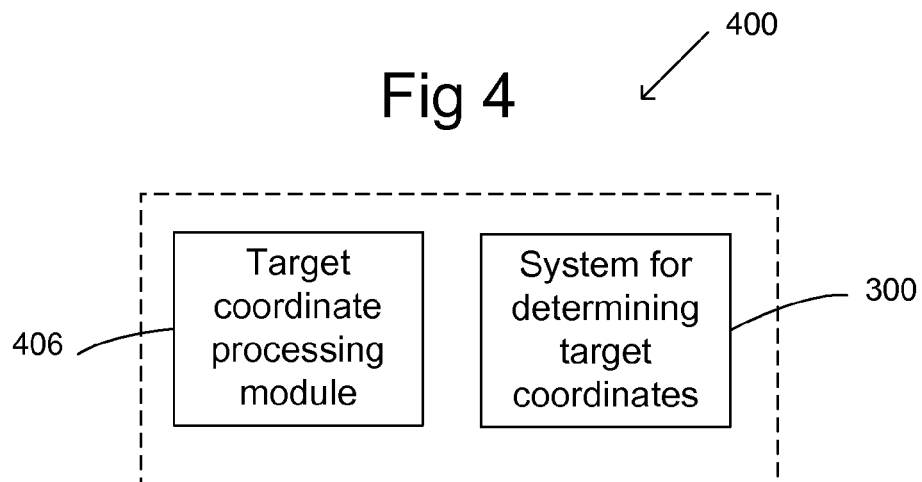 400
Fig 4
Target
coordinate
processing
module
System for
determining
target
coordinates
406
300